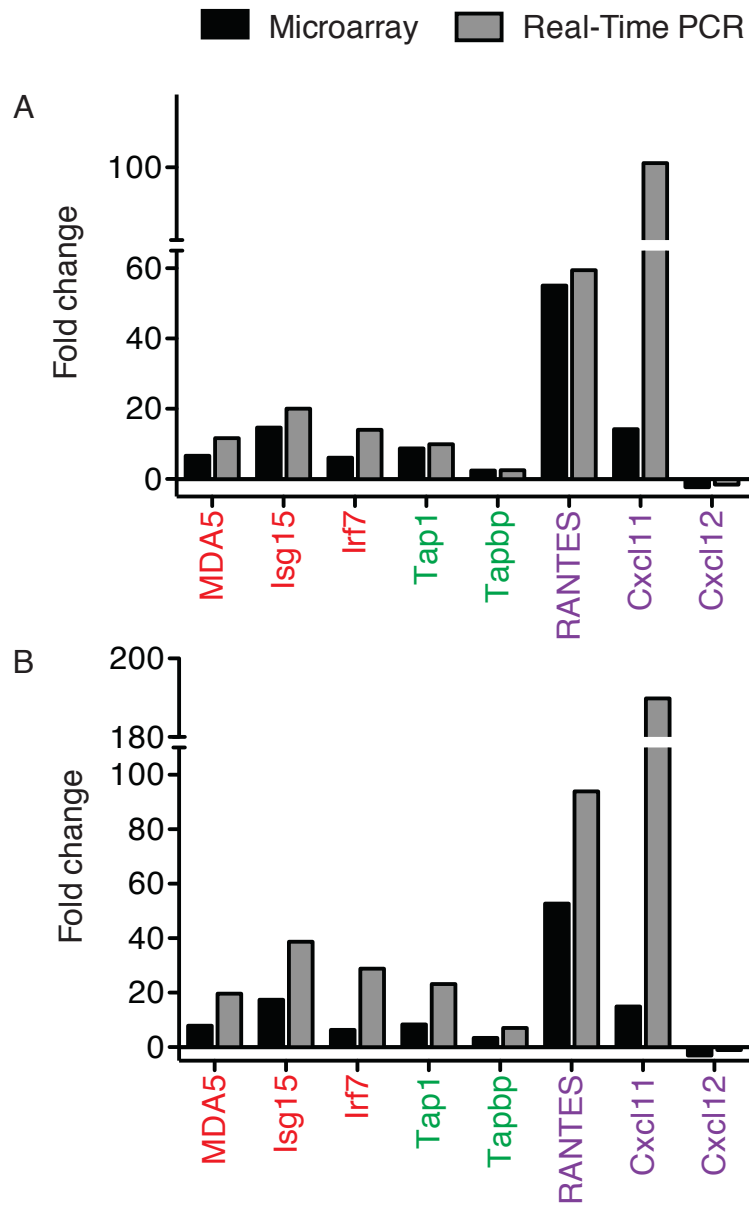 Microarray Real-Time PCR
A
Fold change
100
60
40
20
0
MDA5 Isg15 Irf7 Tap1 Tapbp RANTES Cxcl11 Cxcl12
B
Fold change
200
180
100
80
60
40
20
0
MDA5 Isg15 Irf7 Tap1 Tapbp RANTES Cxcl11 Cxcl12